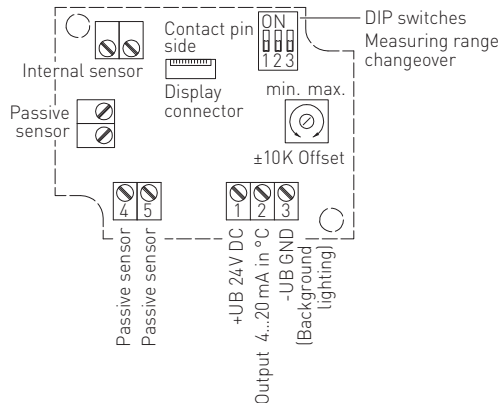 Contact pin
side
ON
1 2 3
DIP switches
Measuring range
changeover
Internal sensor
Display
connector
Passive
sensor
min. max.
±10K Offset
4 5
1 2 3
Passive sensor
Passive sensor
+UB 24V DC
Output 4...20mA in °C
-UB GND
(Background
lighting)